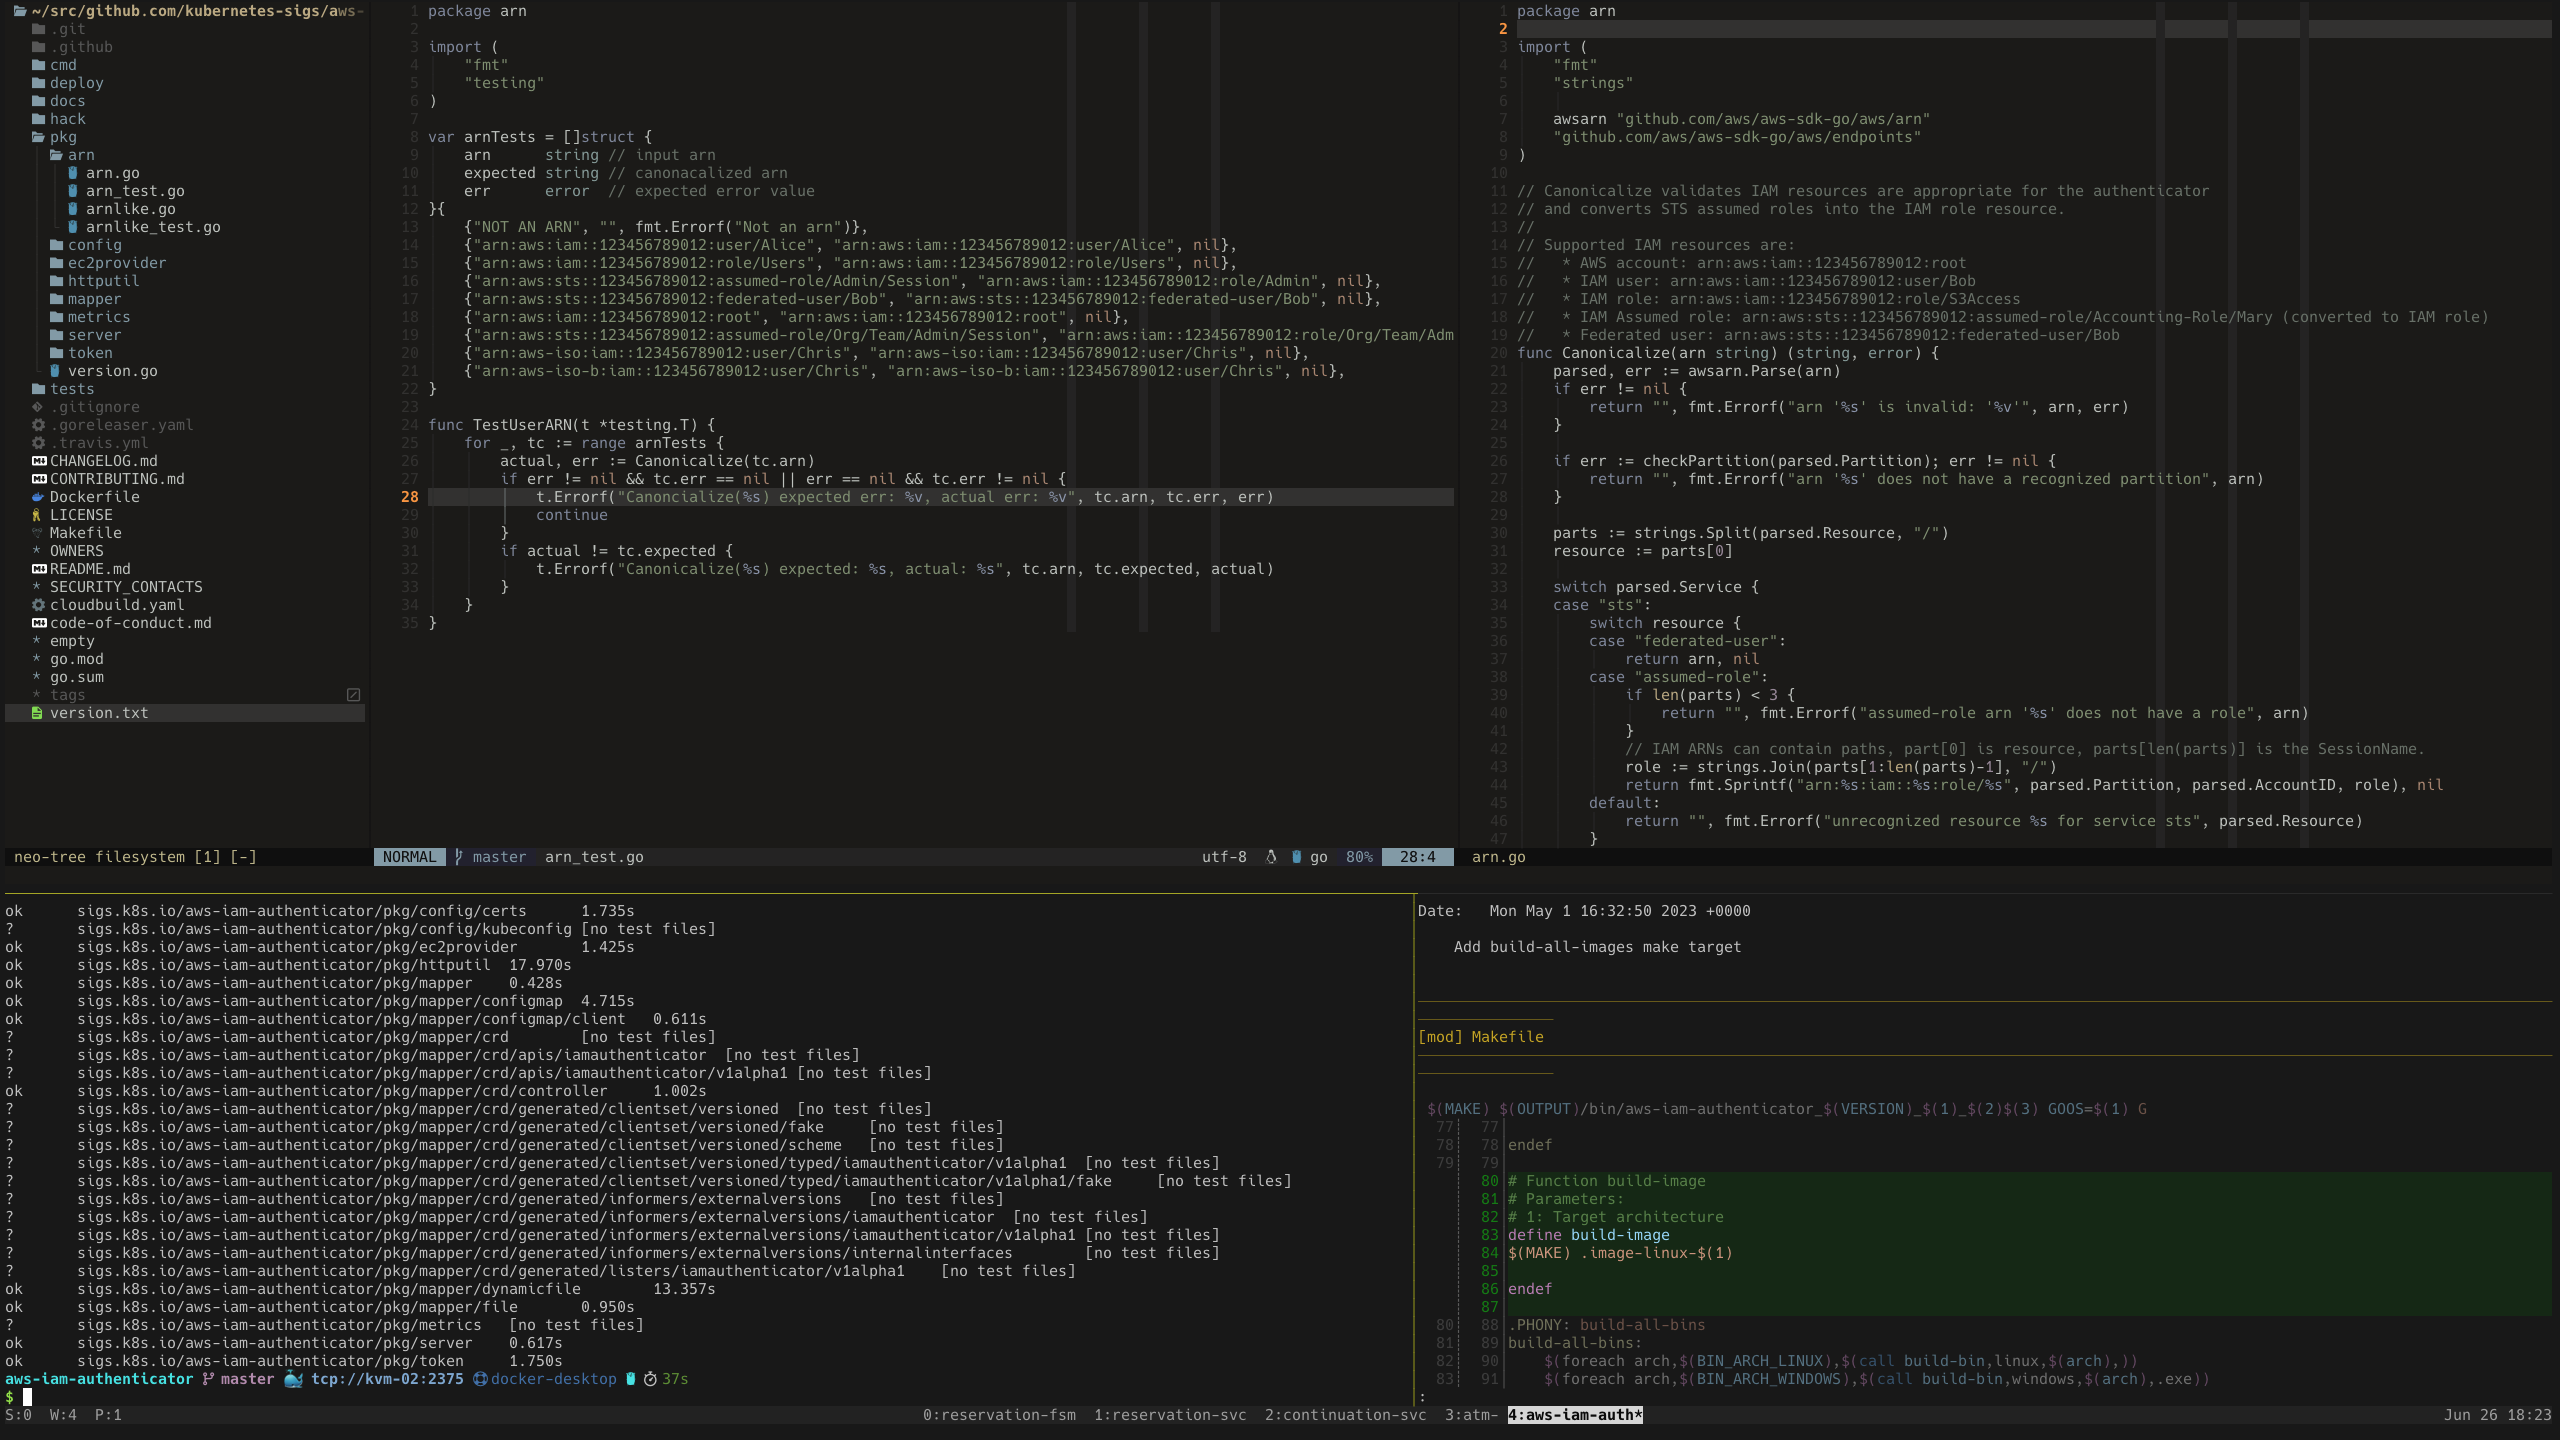 ~/src/github.com/kubernetes-sigs/aws-
.git
.github
cmd
deploy
docs
hack
pkg
arn
arn.go
arn_test.go
arnlike.go
arnlike_test.go
config
ec2provider
httputil
mapper
metrics
server
token
version.go
tests
.gitignore
.goreleaser.yaml
.travis.yml
CHANGELOG.md
CONTRIBUTING.md
Dockerfile
LICENSE
Makefile
* OWNERS
README.md
* SECURITY_CONTACTS
cloudbuild.yaml
code-of-conduct.md
* empty
* go.mod
* go.sum
* tags
version.txt
neo-tree filesystem [1] [-]
1 package arn
2
3 import (
4     "fmt"
5     "testing"
6 )
7
8 var arnTests = []struct {
9     arn      string // input arn
10     expected string // canonacalized arn
11     err      error  // expected error value
12 }{
13     {"NOT AN ARN", "", fmt.Errorf("Not an arn")},
14     {"arn:aws:iam::123456789012:user/Alice", "arn:aws:iam::123456789012:user/Alice", nil},
15     {"arn:aws:iam::123456789012:role/Users", "arn:aws:iam::123456789012:role/Users", nil},
16     {"arn:aws:sts::123456789012:assumed-role/Admin/Session", "arn:aws:iam::123456789012:role/Admin", nil},
17     {"arn:aws:sts::123456789012:federated-user/Bob", "arn:aws:sts::123456789012:federated-user/Bob", nil},
18     {"arn:aws:iam::123456789012:root", "arn:aws:iam::123456789012:root", nil},
19     {"arn:aws:sts::123456789012:assumed-role/Org/Team/Admin/Session", "arn:aws:iam::123456789012:role/Org/Team/Adm
20     {"arn:aws-iso:iam::123456789012:user/Chris", "arn:aws-iso:iam::123456789012:user/Chris", nil},
21     {"arn:aws-iso-b:iam::123456789012:user/Chris", "arn:aws-iso-b:iam::123456789012:user/Chris", nil},
22 }
23
24 func TestUserARN(t *testing.T) {
25     for _, tc := range arnTests {
26         actual, err := Canonicalize(tc.arn)
27         if err != nil && tc.err == nil || err == nil && tc.err != nil {
28             t.Errorf("Canoncialize(%s) expected err: %v, actual err: %v", tc.arn, tc.err, err)
29             continue
30         }
31         if actual != tc.expected {
32             t.Errorf("Canonicalize(%s) expected: %s, actual: %s", tc.arn, tc.expected, actual)
33         }
34     }
35 }
NORMAL master arn_test.go utf-8 go 80% 28:4
1 package arn
2
3 import (
4     "fmt"
5     "strings"
6
7     awsarn "github.com/aws/aws-sdk-go/aws/arn"
8     "github.com/aws/aws-sdk-go/aws/endpoints"
9 )
10
11 // Canonicalize validates IAM resources are appropriate for the authenticator
12 // and converts STS assumed roles into the IAM role resource.
13 //
14 // Supported IAM resources are:
15 //   * AWS account: arn:aws:iam::123456789012:root
16 //   * IAM user: arn:aws:iam::123456789012:user/Bob
17 //   * IAM role: arn:aws:iam::123456789012:role/S3Access
18 //   * IAM Assumed role: arn:aws:sts::123456789012:assumed-role/Accounting-Role/Mary (converted to IAM role)
19 //   * Federated user: arn:aws:sts::123456789012:federated-user/Bob
20 func Canonicalize(arn string) (string, error) {
21     parsed, err := awsarn.Parse(arn)
22     if err != nil {
23         return "", fmt.Errorf("arn '%s' is invalid: '%v'", arn, err)
24     }
25
26     if err := checkPartition(parsed.Partition); err != nil {
27         return "", fmt.Errorf("arn '%s' does not have a recognized partition", arn)
28     }
29
30     parts := strings.Split(parsed.Resource, "/")
31     resource := parts[0]
32
33     switch parsed.Service {
34     case "sts":
35         switch resource {
36         case "federated-user":
37             return arn, nil
38         case "assumed-role":
39             if len(parts) < 3 {
40                 return "", fmt.Errorf("assumed-role arn '%s' does not have a role", arn)
41             }
42             // IAM ARNs can contain paths, part[0] is resource, parts[len(parts)] is the SessionName.
43             role := strings.Join(parts[1:len(parts)-1], "/")
44             return fmt.Sprintf("arn:%s:iam::%s:role/%s", parsed.Partition, parsed.AccountID, role), nil
45         default:
46             return "", fmt.Errorf("unrecognized resource %s for service sts", parsed.Resource)
47         }
arn.go
ok      sigs.k8s.io/aws-iam-authenticator/pkg/config/certs      1.735s
?       sigs.k8s.io/aws-iam-authenticator/pkg/config/kubeconfig [no test files]
ok      sigs.k8s.io/aws-iam-authenticator/pkg/ec2provider       1.425s
ok      sigs.k8s.io/aws-iam-authenticator/pkg/httputil  17.970s
ok      sigs.k8s.io/aws-iam-authenticator/pkg/mapper    0.428s
ok      sigs.k8s.io/aws-iam-authenticator/pkg/mapper/configmap  4.715s
ok      sigs.k8s.io/aws-iam-authenticator/pkg/mapper/configmap/client   0.611s
?       sigs.k8s.io/aws-iam-authenticator/pkg/mapper/crd        [no test files]
?       sigs.k8s.io/aws-iam-authenticator/pkg/mapper/crd/apis/iamauthenticator  [no test files]
?       sigs.k8s.io/aws-iam-authenticator/pkg/mapper/crd/apis/iamauthenticator/v1alpha1 [no test files]
ok      sigs.k8s.io/aws-iam-authenticator/pkg/mapper/crd/controller     1.002s
?       sigs.k8s.io/aws-iam-authenticator/pkg/mapper/crd/generated/clientset/versioned  [no test files]
?       sigs.k8s.io/aws-iam-authenticator/pkg/mapper/crd/generated/clientset/versioned/fake     [no test files]
?       sigs.k8s.io/aws-iam-authenticator/pkg/mapper/crd/generated/clientset/versioned/scheme   [no test files]
?       sigs.k8s.io/aws-iam-authenticator/pkg/mapper/crd/generated/clientset/versioned/typed/iamauthenticator/v1alpha1  [no test files]
?       sigs.k8s.io/aws-iam-authenticator/pkg/mapper/crd/generated/clientset/versioned/typed/iamauthenticator/v1alpha1/fake     [no test files]
?       sigs.k8s.io/aws-iam-authenticator/pkg/mapper/crd/generated/informers/externalversions   [no test files]
?       sigs.k8s.io/aws-iam-authenticator/pkg/mapper/crd/generated/informers/externalversions/iamauthenticator  [no test files]
?       sigs.k8s.io/aws-iam-authenticator/pkg/mapper/crd/generated/informers/externalversions/iamauthenticator/v1alpha1 [no test files]
?       sigs.k8s.io/aws-iam-authenticator/pkg/mapper/crd/generated/informers/externalversions/internalinterfaces        [no test files]
?       sigs.k8s.io/aws-iam-authenticator/pkg/mapper/crd/generated/listers/iamauthenticator/v1alpha1    [no test files]
ok      sigs.k8s.io/aws-iam-authenticator/pkg/mapper/dynamicfile        13.357s
ok      sigs.k8s.io/aws-iam-authenticator/pkg/mapper/file       0.950s
?       sigs.k8s.io/aws-iam-authenticator/pkg/metrics   [no test files]
ok      sigs.k8s.io/aws-iam-authenticator/pkg/server    0.617s
ok      sigs.k8s.io/aws-iam-authenticator/pkg/token     1.750s
aws-iam-authenticator master tcp://kvm-02:2375 docker-desktop 37s
$
Date:   Mon May 1 16:32:50 2023 +0000
Add build-all-images make target
[mod] Makefile
$(MAKE) $(OUTPUT)/bin/aws-iam-authenticator_$(VERSION)_$(1)_$(2)$(3) GOOS=$(1) G
77 77
78 78 endef
79 79
80 # Function build-image
81 # Parameters:
82 # 1: Target architecture
83 define build-image
84 $(MAKE) .image-linux-$(1)
85
86 endef
87
80 88 .PHONY: build-all-bins
81 89 build-all-bins:
82 90     $(foreach arch,$(BIN_ARCH_LINUX),$(call build-bin,linux,$(arch),))
83 91     $(foreach arch,$(BIN_ARCH_WINDOWS),$(call build-bin,windows,$(arch),.exe))
:
S:0  W:4  P:1 0:reservation-fsm  1:reservation-svc  2:continuation-svc  3:atm- 4:aws-iam-auth* Jun 26 18:23